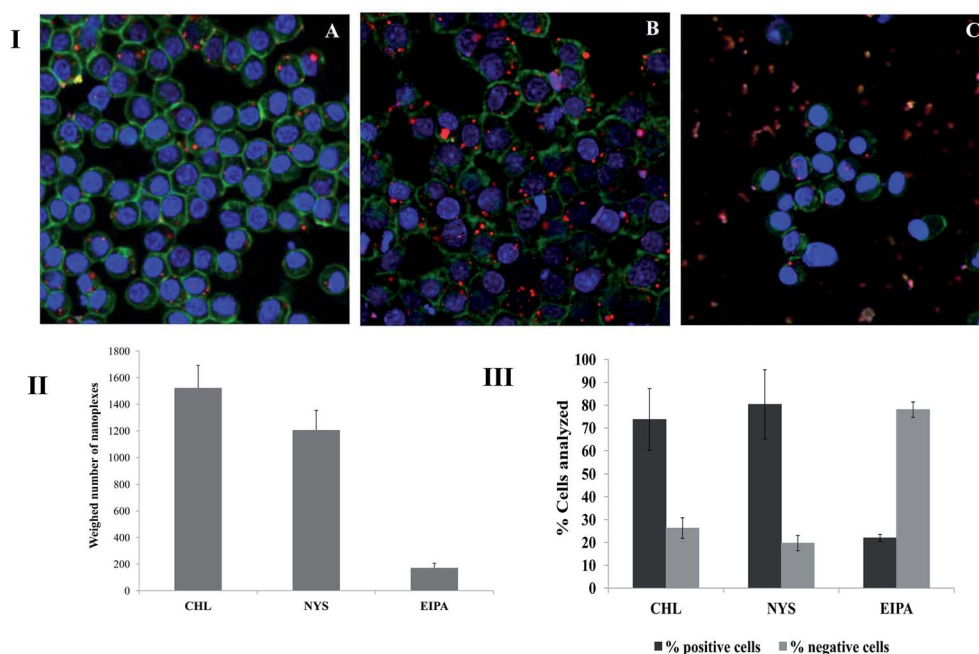 I
A
B
C
II
Weighed number of nanoplexes
1800
1600
1400
1200
1000
800
600
400
200
0
CHL
NYS
EIPA
III
% Cells analyzed
100
90
80
70
60
50
40
30
20
10
0
CHL
NYS
EIPA
% positive cells
% negative cells